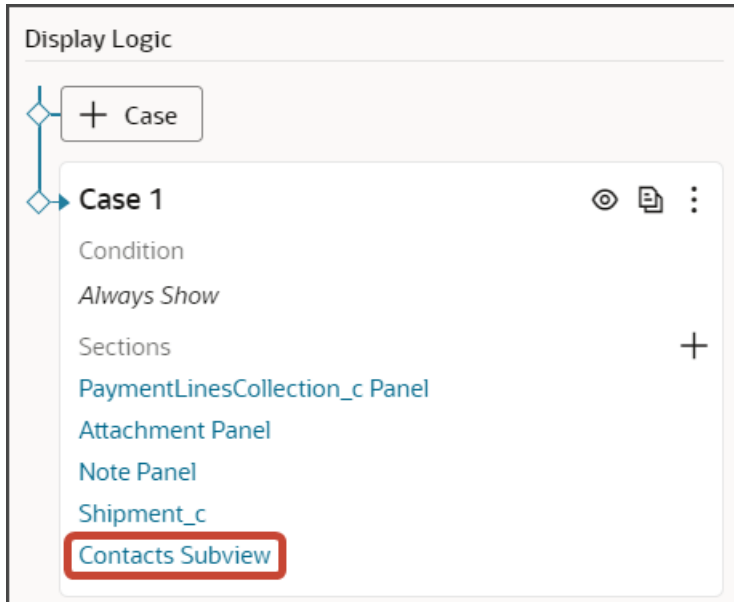 Display Logic
+ Case
Case 1
Condition
Always Show
Sections
PaymentLinesCollection_c Panel
Attachment Panel
Note Panel
Shipment_c
Contacts Subview